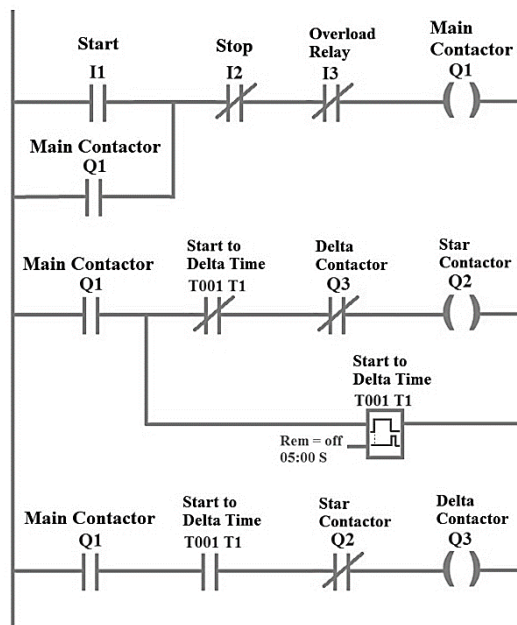 Start
I1
Stop
I2
Overload
Relay
I3
Main
Contactor
Q1
Main Contactor
Q1
Main Contactor
Q1
Start to
Delta Time
T001 T1
Delta
Contactor
Q3
Star
Contactor
Q2
Start to
Delta Time
T001 T1
Rem = off
05:00 S
Main Contactor
Q1
Start to
Delta Time
T001 T1
Star
Contactor
Q2
Delta
Contactor
Q3